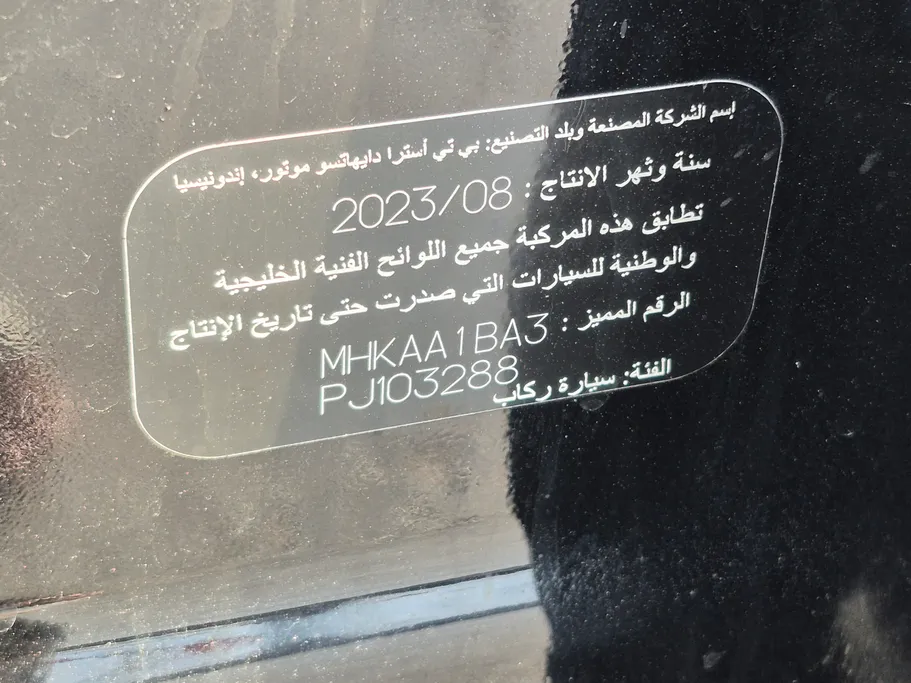 إسم الشركة المصنعة وبلد التصنيع: بي تي أسترا دايهاتسو موتور، إندونيسيا
سنة وشهر الانتاج : 2023/08
تطابق هذه المركبة جميع اللوائح الفنية الخليجية
والوطنية للسيارات التي صدرت حتى تاريخ الإنتاج
الرقم المميز : MHKAA1BA3
PJ103288
الفئة: سيارة ركاب